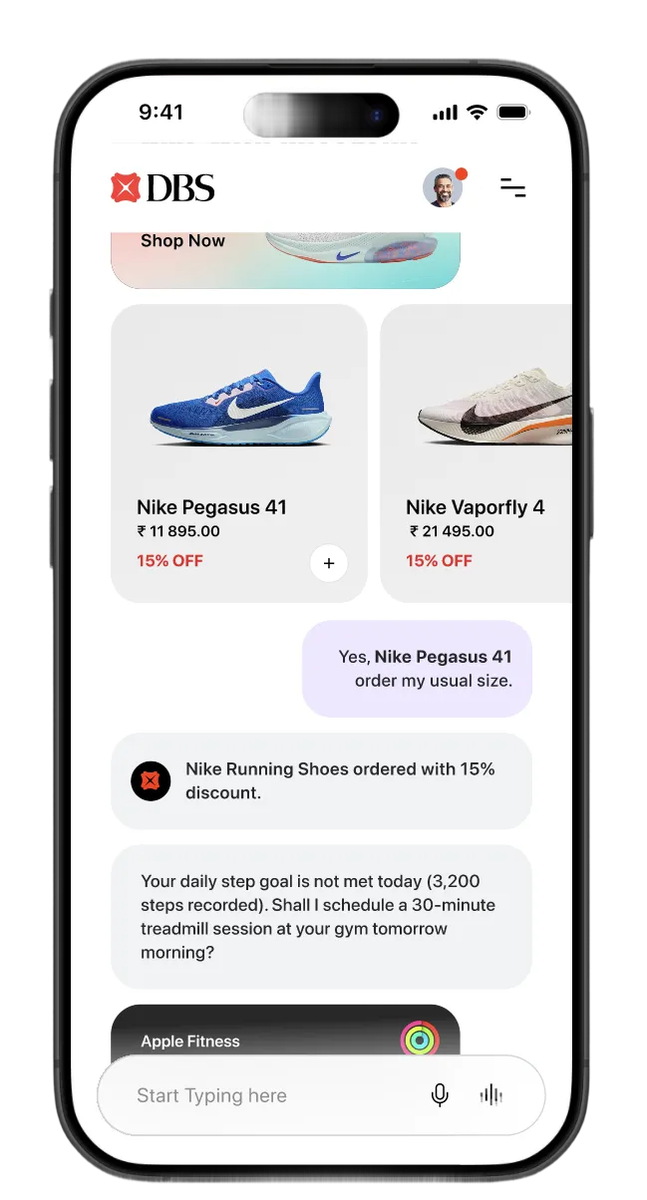 9:41
DBS
Shop Now
Nike Pegasus 41
₹ 11 895.00
15% OFF
+
Nike Vaporfly 4
₹ 21 495.00
15% OFF
Yes, Nike Pegasus 41
order my usual size.
Nike Running Shoes ordered with 15%
discount.
Your daily step goal is not met today (3,200
steps recorded). Shall I schedule a 30-minute
treadmill session at your gym tomorrow
morning?
Apple Fitness
Start Typing here